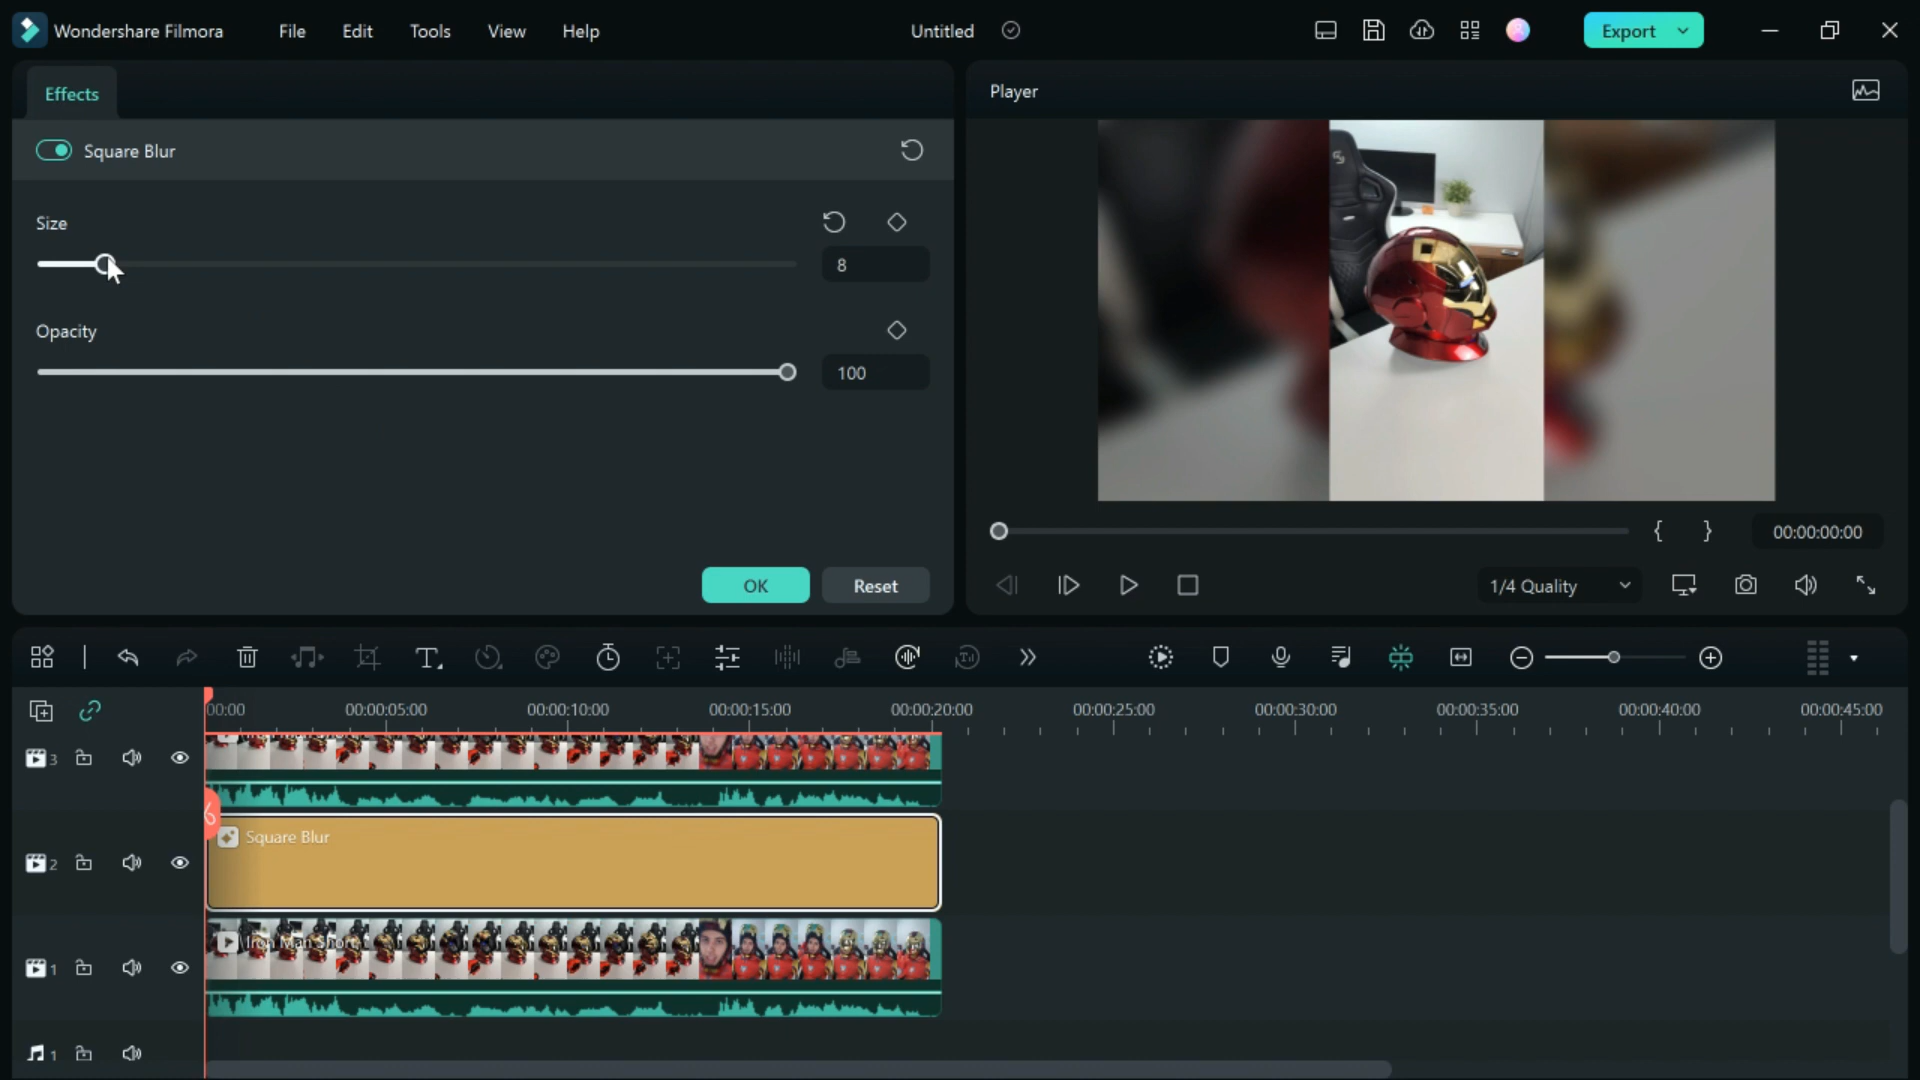 Wondershare Filmora File Edit Tools View Help Untitled Export
Effects
Player
Square Blur
Size
8
Opacity
100
{ } 00:00:00:00
OK Reset
1/4 Quality
00:00 00:00:05:00 00:00:10:00 00:00:15:00 00:00:20:00 00:00:25:00 00:00:30:00 00:00:35:00 00:00:40:00 00:00:45:00
3
2
Square Blur
1
Iron Man Short
1